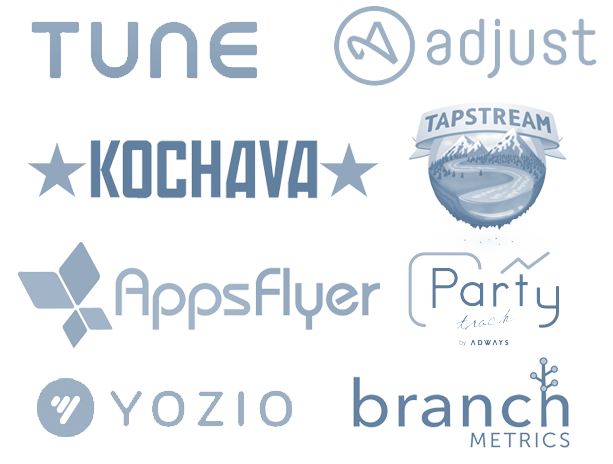 TUNE
adjust
KOCHAVA
TAPSTREAM
AppsFlyer
Party
track
by ADWAYS
YOZIO
branch
METRICS